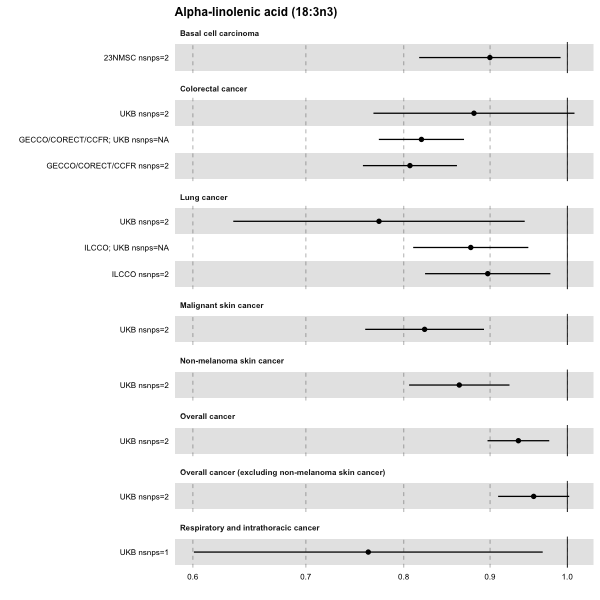 Alpha-linolenic acid (18:3n3)
Basal cell carcinoma
23NMSC nsnps=2
Colorectal cancer
UKB nsnps=2
GECCO/CORECT/CCFR; UKB nsnps=NA
GECCO/CORECT/CCFR nsnps=2
Lung cancer
UKB nsnps=2
ILCCO; UKB nsnps=NA
ILCCO nsnps=2
Malignant skin cancer
UKB nsnps=2
Non-melanoma skin cancer
UKB nsnps=2
Overall cancer
UKB nsnps=2
Overall cancer (excluding non-melanoma skin cancer)
UKB nsnps=2
Respiratory and intrathoracic cancer
UKB nsnps=1
0.6 0.7 0.8 0.9 1.0